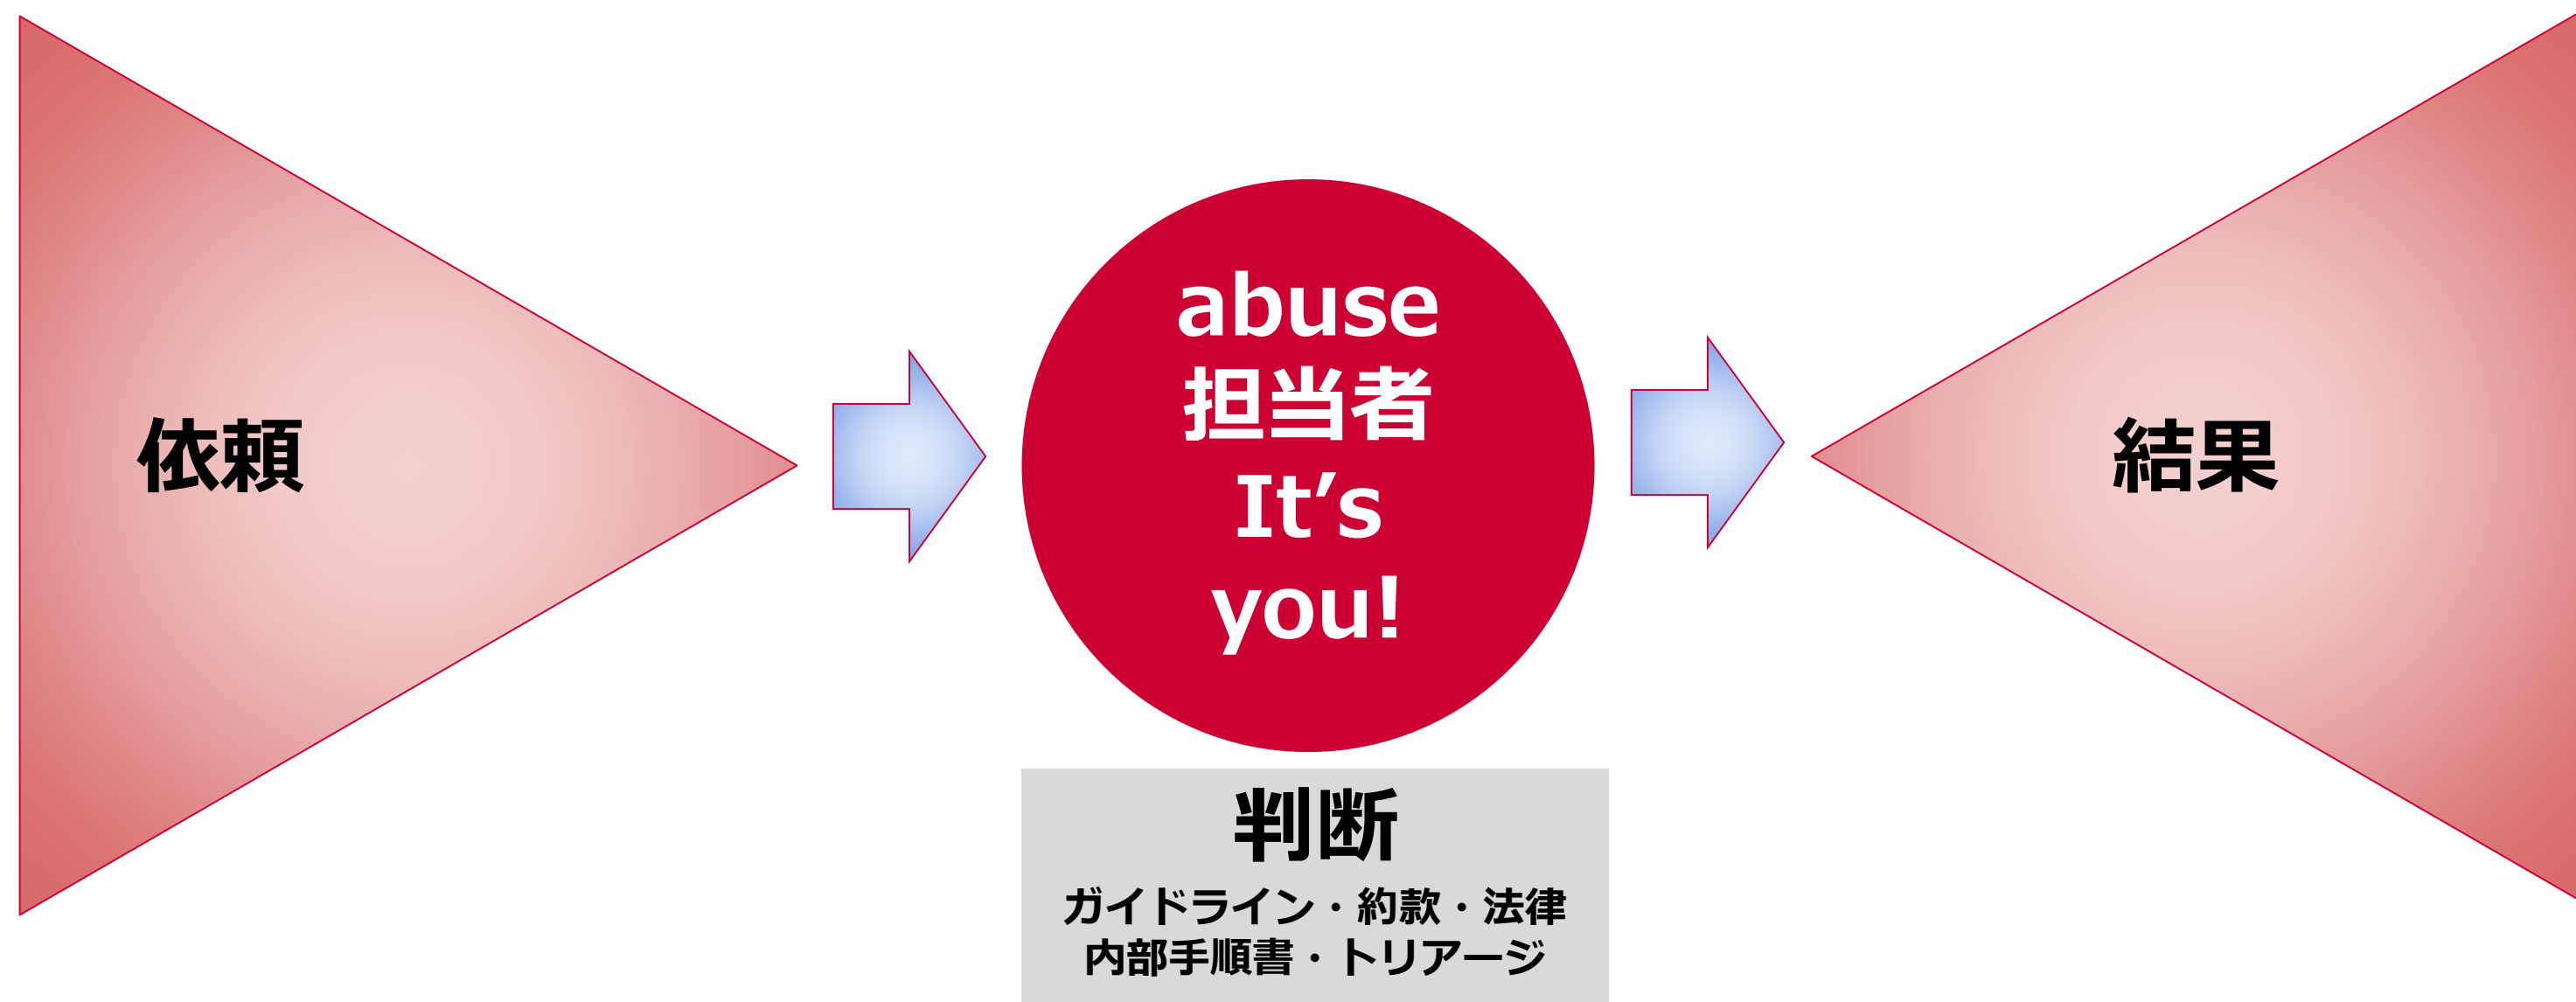 依頼
abuse
担当者
It’s
you!
結果
判断
ガイドライン・約款・法律
内部手順書・トリアージ